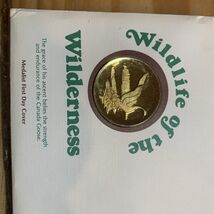 Wildlife of the
Wilderness
The grace of his ascent belies the strength
and endurance of the Canada Goose.
Medalist First Day Cover